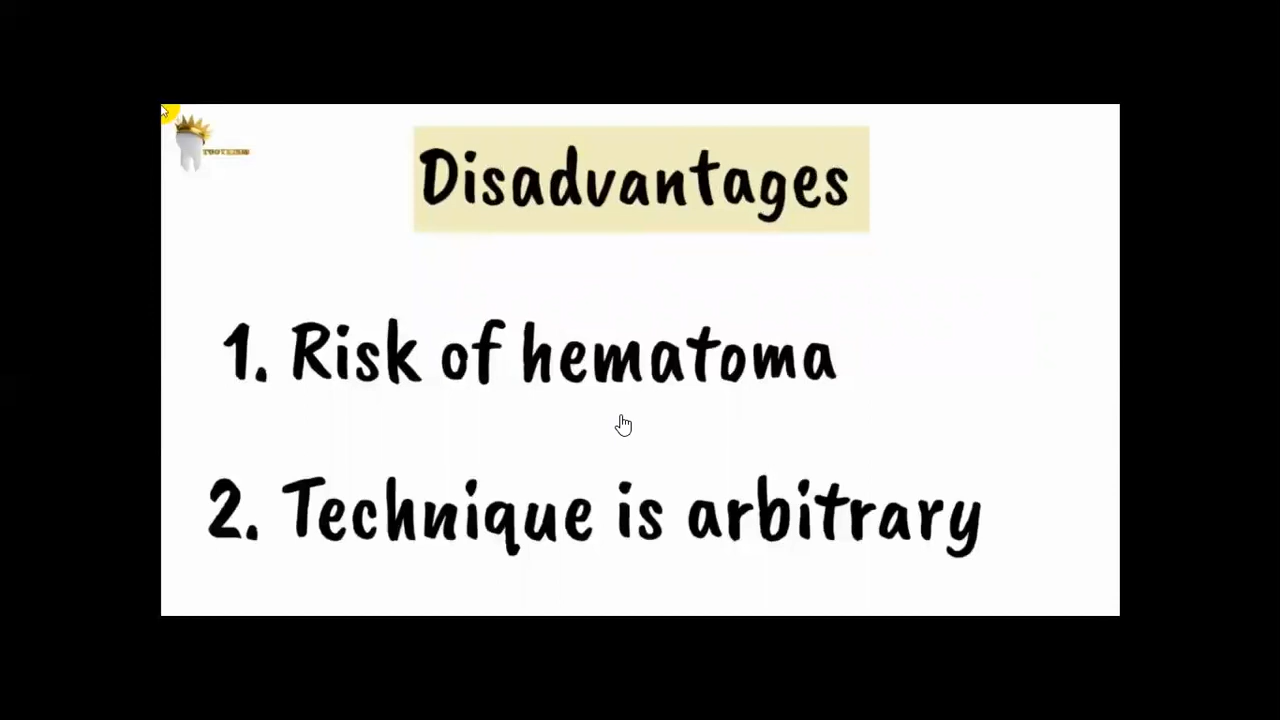 Disadvantages
1. Risk of hematoma
2. Technique is arbitrary